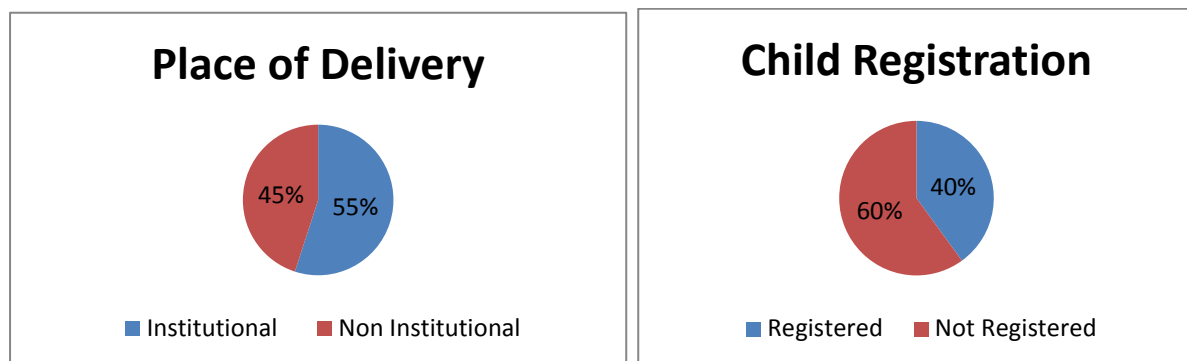 Place of Delivery
45%
55%
Institutional
Non Institutional
Child Registration
40%
60%
Registered
Not Registered